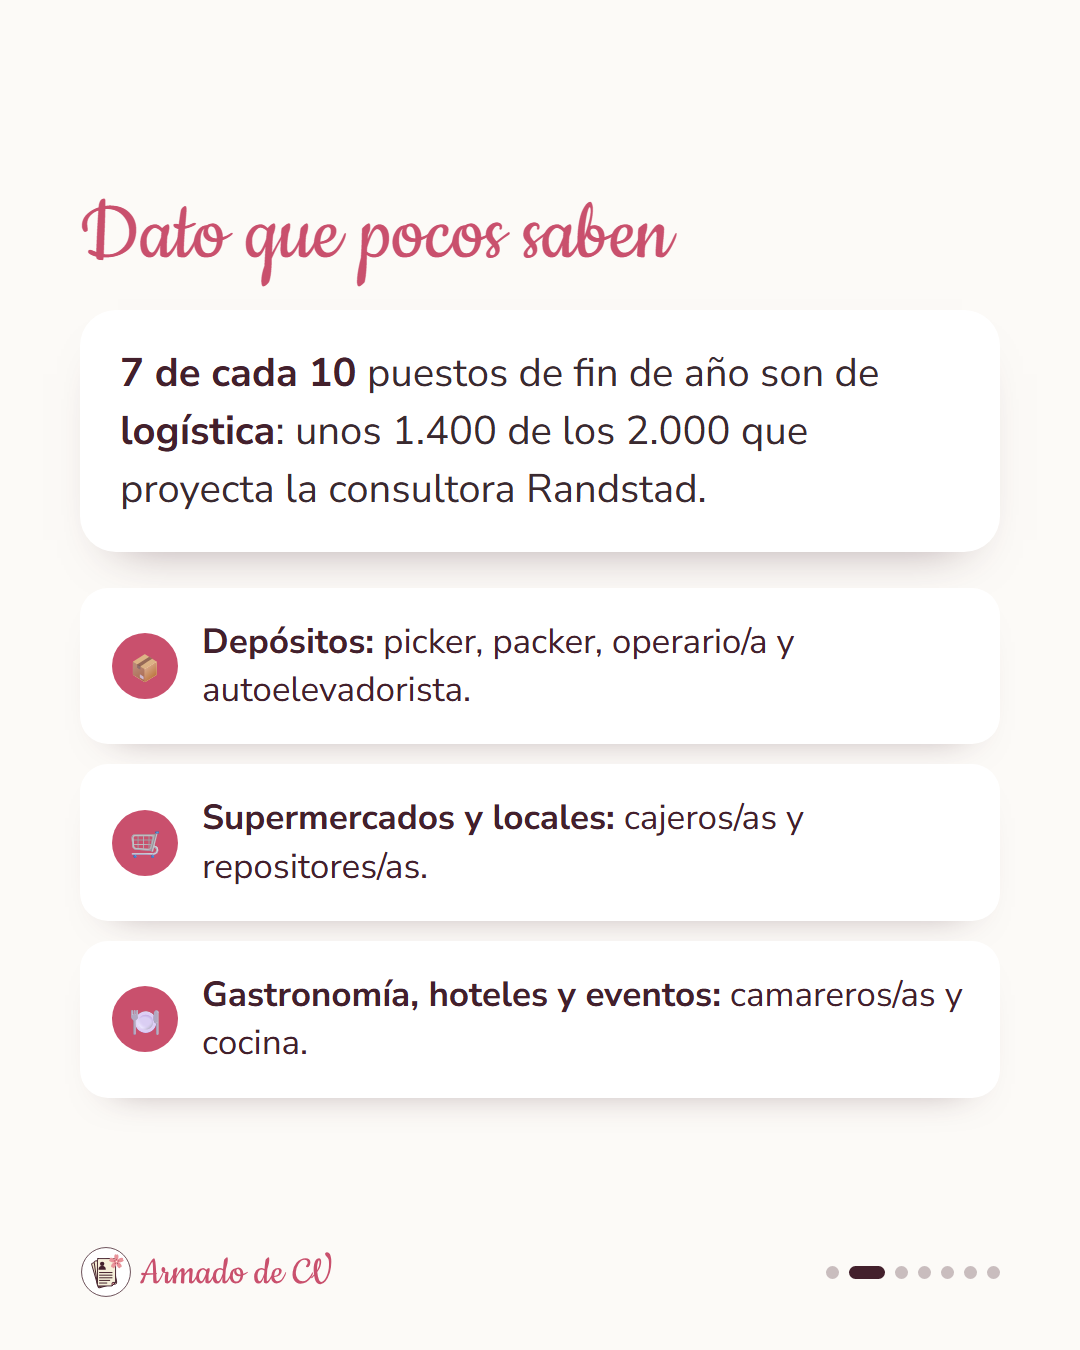 Dato que pocos saben
7 de cada 10 puestos de fin de año son de
logística: unos 1.400 de los 2.000 que
proyecta la consultora Randstad.
Depósitos: picker, packer, operario/a y
autoelevadorista.
Supermercados y locales: cajeros/as y
repositores/as.
Gastronomía, hoteles y eventos: camareros/as y
cocina.
Armado de CV